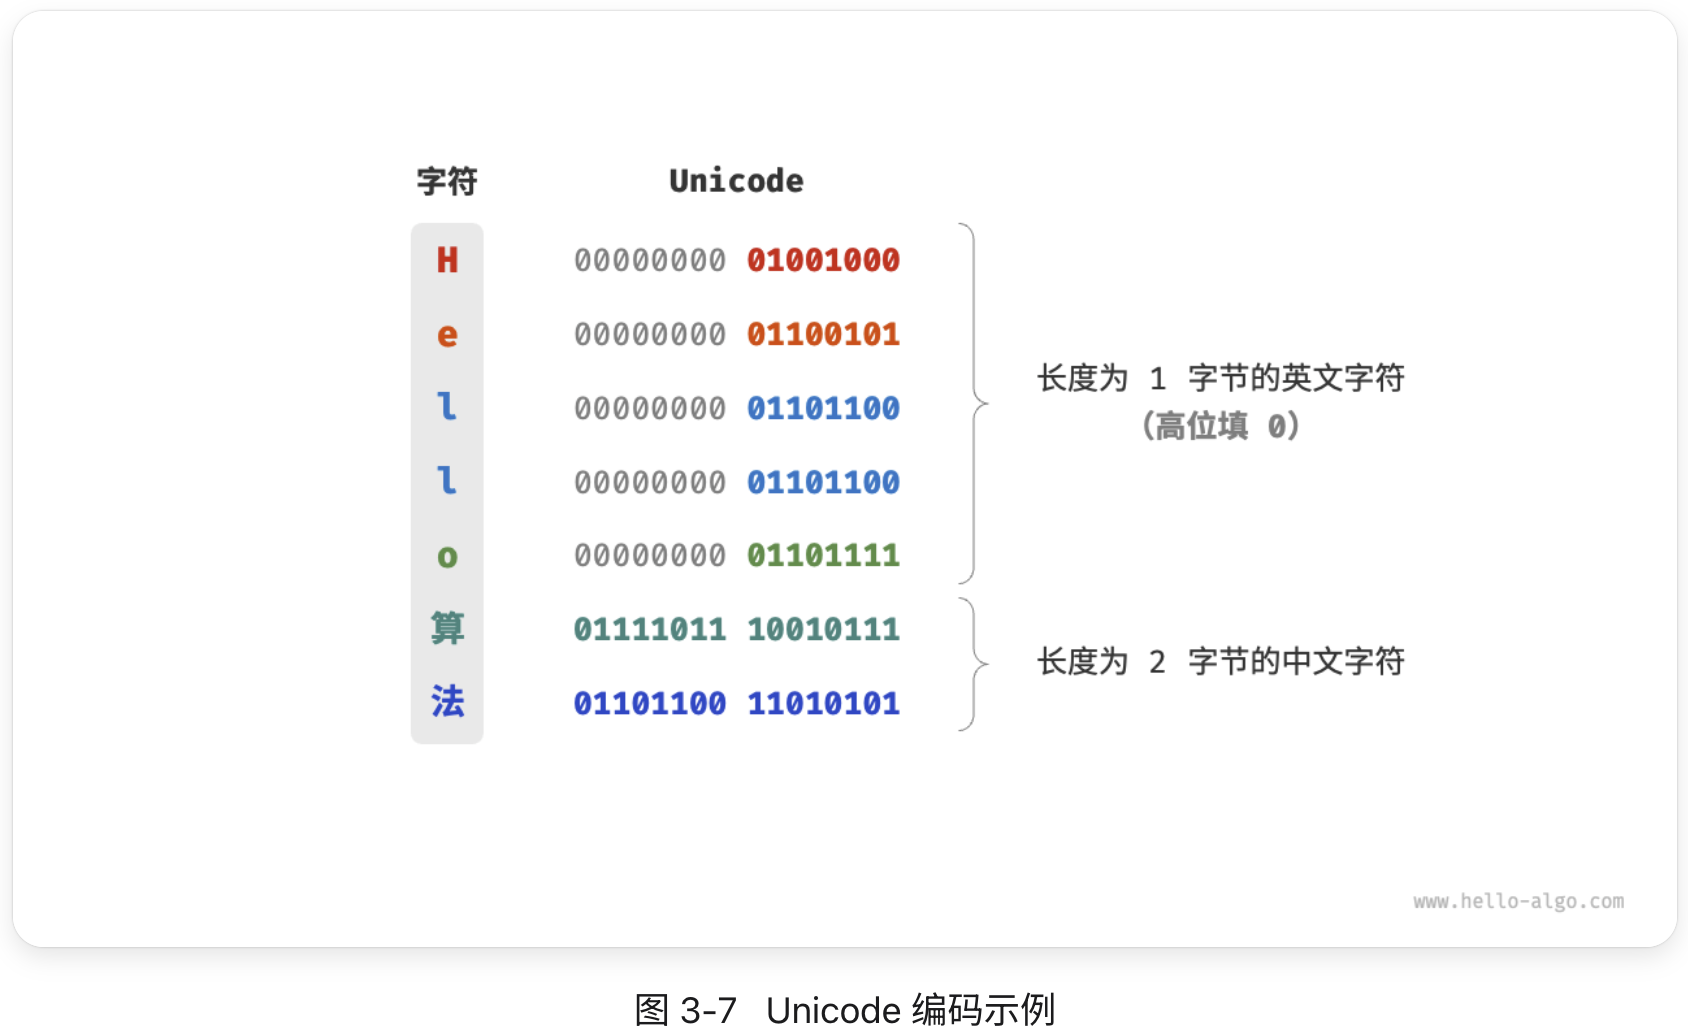 字符 Unicode
H 00000000 01001000
e 00000000 01100101
l 00000000 01101100
l 00000000 01101100
o 00000000 01101111
长度为 1 字节的英文字符
（高位填 0）
算 01111011 10010111
法 01101100 11010101
长度为 2 字节的中文字符
www.hello-algo.com
图 3-7 Unicode 编码示例